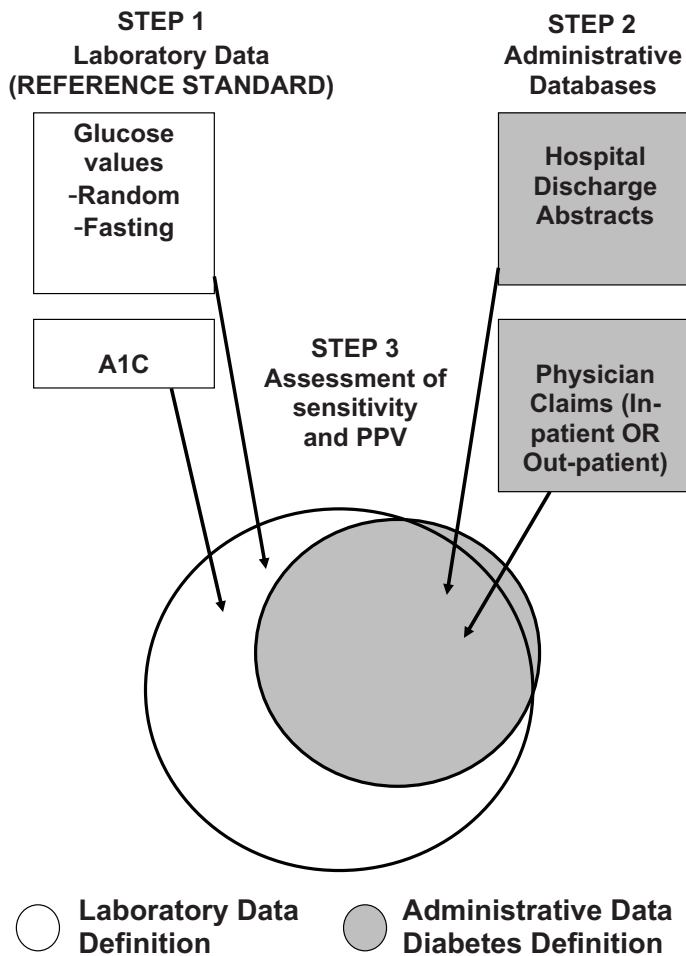 STEP 1
Laboratory Data
(REFERENCE STANDARD)
Glucose
values
-Random
-Fasting
A1C
STEP 2
Administrative
Databases
Hospital
Discharge
Abstracts
Physician
Claims (In-
patient OR
Out-patient)
STEP 3
Assessment of
sensitivity
and PPV
Laboratory Data
Definition
Administrative Data
Diabetes Definition